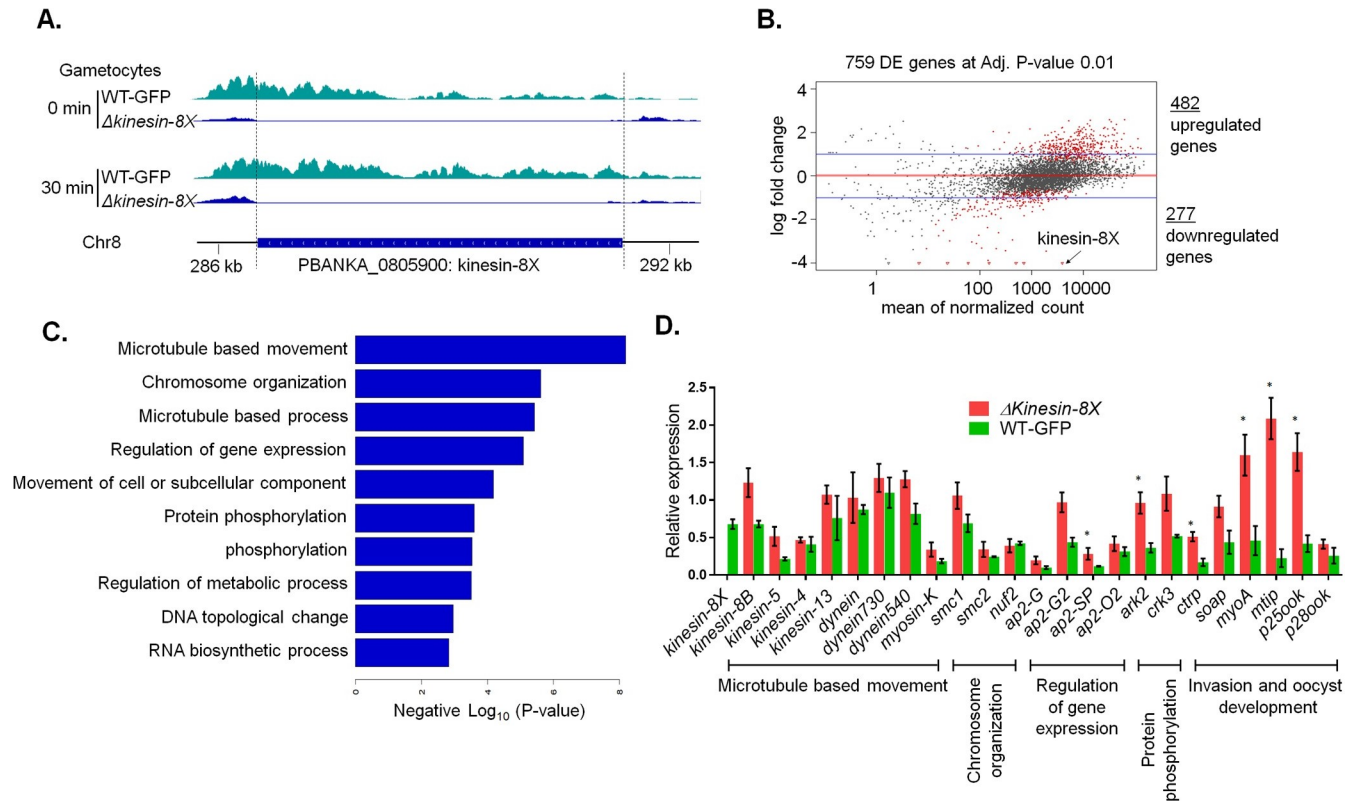 A.
Gametocytes
0 min
WT-GFP
Δkinesin-8X
30 min
WT-GFP
Δkinesin-8X
Chr8
286 kb
PBANKA_0805900: kinesin-8X
292 kb
B.
759 DE genes at Adj. P-value 0.01
log fold change
4
2
0
-2
-4
kinesin-8X
1
100
1000
10000
mean of normalized count
482
upregulated
genes
277
downregulated
genes
C.
Microtubule based movement
Chromosome organization
Microtubule based process
Regulation of gene expression
Movement of cell or subcellular component
Protein phosphorylation
phosphorylation
Regulation of metabolic process
DNA topological change
RNA biosynthetic process
0 2 4 6 8
Negative Log₁₀ (P-value)
D.
Relative expression
2.5
2.0
1.5
1.0
0.5
0.0
ΔKinesin-8X
WT-GFP
* * * * * *
kinesin-8X
kinesin-8B
kinesin-5
kinesin-4
kinesin-13
dynein
dynein730
dynein540
myosin-K
smc1
smc2
nuf2
ap2-G
ap2-G2
ap2-SP
ap2-O2
ark2
crk3
ctrp
soap
myoA
mtip
p25ook
p28ook
Microtubule based movement
Chromosome
organization
Regulation
of gene
expression
Protein
phosphorylation
Invasion and oocyst
development